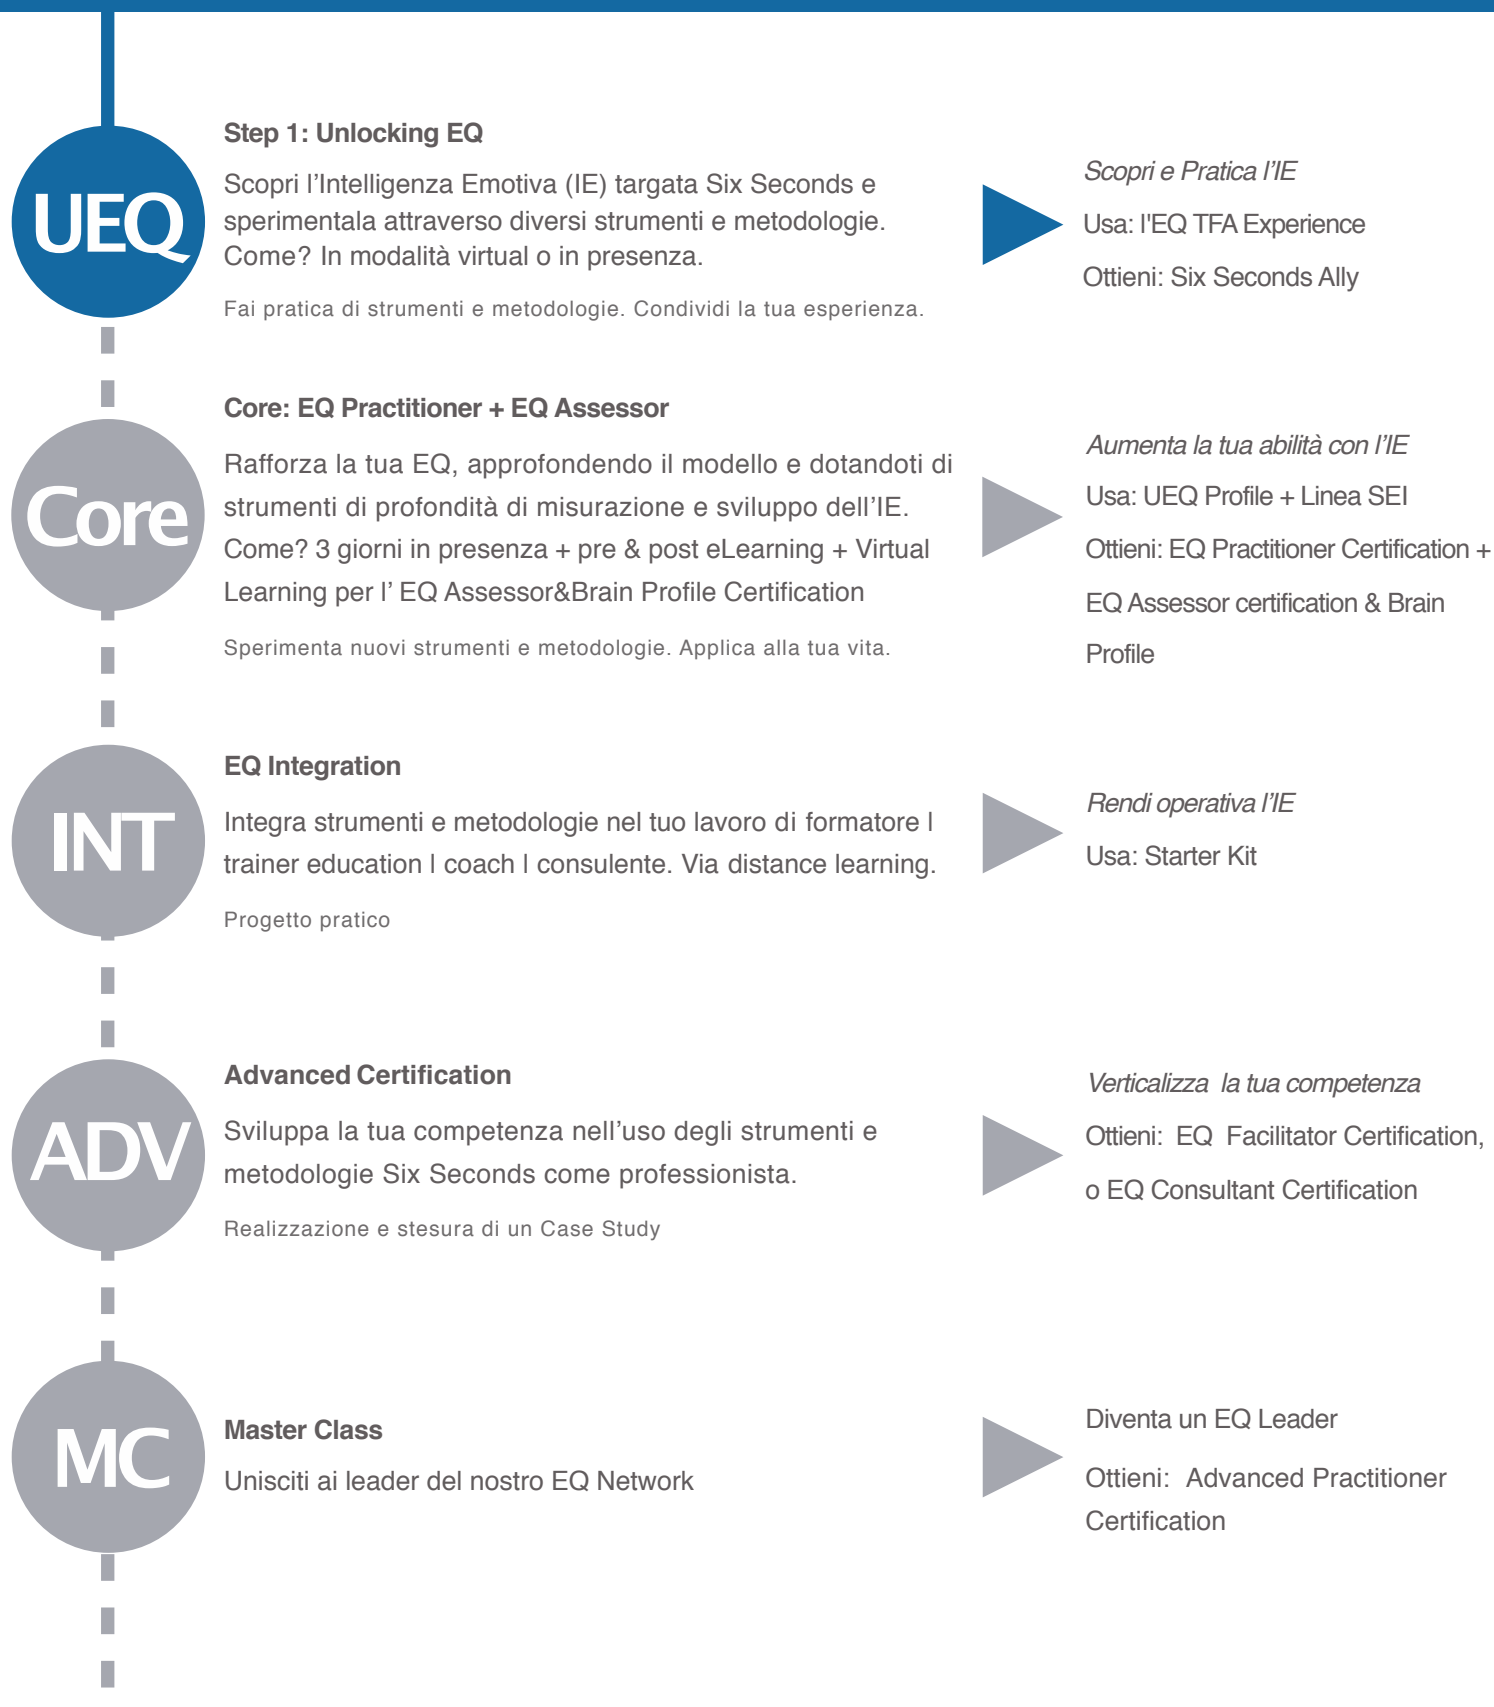 UEQ
Step 1: Unlocking EQ
Scopri l’Intelligenza Emotiva (IE) targata Six Seconds e
sperimentala attraverso diversi strumenti e metodologie.
Come? In modalità virtual o in presenza.
Fai pratica di strumenti e metodologie. Condividi la tua esperienza.
Scopri e Pratica l’IE
Usa: l'EQ TFA Experience
Ottieni: Six Seconds Ally
Core
Core: EQ Practitioner + EQ Assessor
Rafforza la tua EQ, approfondendo il modello e dotandoti di
strumenti di profondità di misurazione e sviluppo dell’IE.
Come? 3 giorni in presenza + pre & post eLearning + Virtual
Learning per l’ EQ Assessor&Brain Profile Certification
Sperimenta nuovi strumenti e metodologie. Applica alla tua vita.
Aumenta la tua abilità con l’IE
Usa: UEQ Profile + Linea SEI
Ottieni: EQ Practitioner Certification +
EQ Assessor certification & Brain
Profile
INT
EQ Integration
Integra strumenti e metodologie nel tuo lavoro di formatore l
trainer education l coach l consulente. Via distance learning.
Progetto pratico
Rendi operativa l’IE
Usa: Starter Kit
ADV
Advanced Certification
Sviluppa la tua competenza nell’uso degli strumenti e
metodologie Six Seconds come professionista.
Realizzazione e stesura di un Case Study
Verticalizza la tua competenza
Ottieni: EQ Facilitator Certification,
o EQ Consultant Certification
MC
Master Class
Unisciti ai leader del nostro EQ Network
Diventa un EQ Leader
Ottieni: Advanced Practitioner
Certification